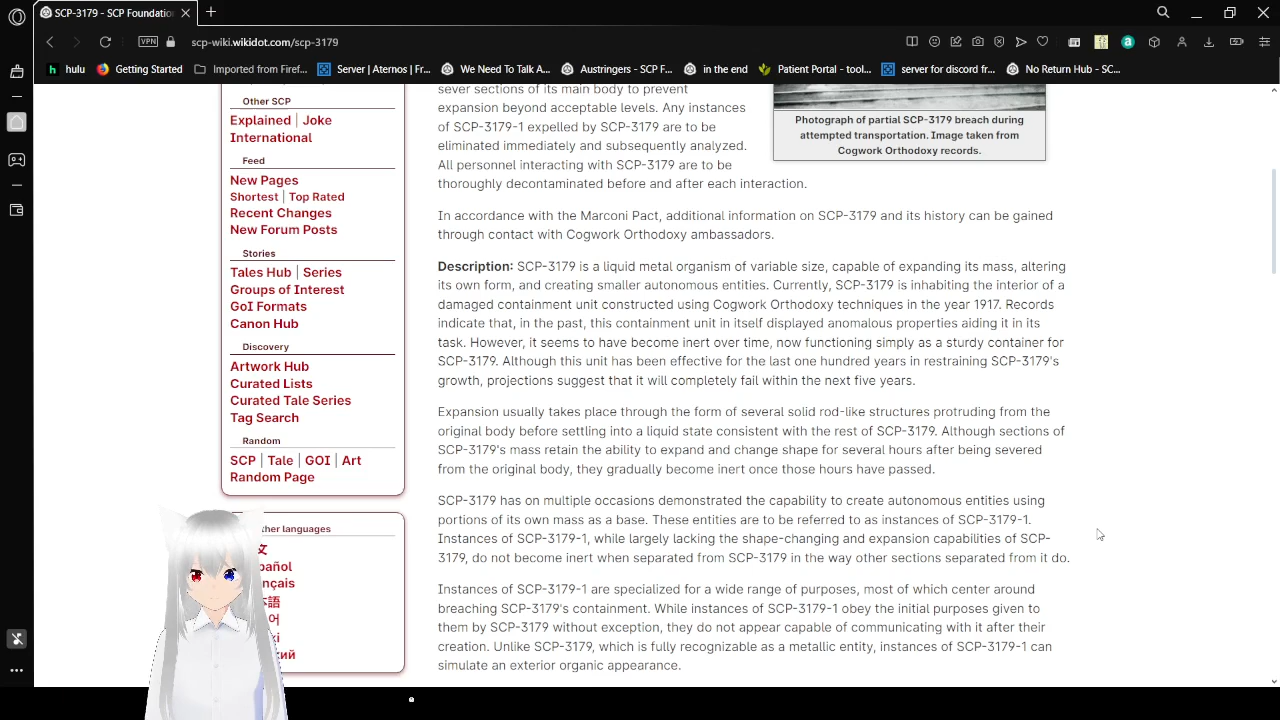 SCP-3179 - SCP Foundatio
scp-wiki.wikidot.com/scp-3179
VPN
hulu
Getting Started
Imported from Firef...
Server | Aternos | Fr...
We Need To Talk A...
Austringers - SCP F...
in the end
Patient Portal - tool...
server for discord fr...
No Return Hub - SC...
Other SCP
Explained | Joke
International
Feed
New Pages
Shortest | Top Rated
Recent Changes
New Forum Posts
Stories
Tales Hub | Series
Groups of Interest
GoI Formats
Canon Hub
Discovery
Artwork Hub
Curated Lists
Curated Tale Series
Tag Search
Random
SCP | Tale | GOI | Art
Random Page
her languages
文
pañol
nçais
本語
어
ki
кий
sever sections of its main body to prevent
expansion beyond acceptable levels. Any instances
of SCP-3179-1 expelled by SCP-3179 are to be
eliminated immediately and subsequently analyzed.
All personnel interacting with SCP-3179 are to be
thoroughly decontaminated before and after each interaction.
Photograph of partial SCP-3179 breach during
attempted transportation. Image taken from
Cogwork Orthodoxy records.
In accordance with the Marconi Pact, additional information on SCP-3179 and its history can be gained
through contact with Cogwork Orthodoxy ambassadors.
Description: SCP-3179 is a liquid metal organism of variable size, capable of expanding its mass, altering
its own form, and creating smaller autonomous entities. Currently, SCP-3179 is inhabiting the interior of a
damaged containment unit constructed using Cogwork Orthodoxy techniques in the year 1917. Records
indicate that, in the past, this containment unit in itself displayed anomalous properties aiding it in its
task. However, it seems to have become inert over time, now functioning simply as a sturdy container for
SCP-3179. Although this unit has been effective for the last one hundred years in restraining SCP-3179's
growth, projections suggest that it will completely fail within the next five years.
Expansion usually takes place through the form of several solid rod-like structures protruding from the
original body before settling into a liquid state consistent with the rest of SCP-3179. Although sections of
SCP-3179's mass retain the ability to expand and change shape for several hours after being severed
from the original body, they gradually become inert once those hours have passed.
SCP-3179 has on multiple occasions demonstrated the capability to create autonomous entities using
portions of its own mass as a base. These entities are to be referred to as instances of SCP-3179-1.
Instances of SCP-3179-1, while largely lacking the shape-changing and expansion capabilities of SCP-
3179, do not become inert when separated from SCP-3179 in the way other sections separated from it do.
Instances of SCP-3179-1 are specialized for a wide range of purposes, most of which center around
breaching SCP-3179's containment. While instances of SCP-3179-1 obey the initial purposes given to
them by SCP-3179 without exception, they do not appear capable of communicating with it after their
creation. Unlike SCP-3179, which is fully recognizable as a metallic entity, instances of SCP-3179-1 can
simulate an exterior organic appearance.